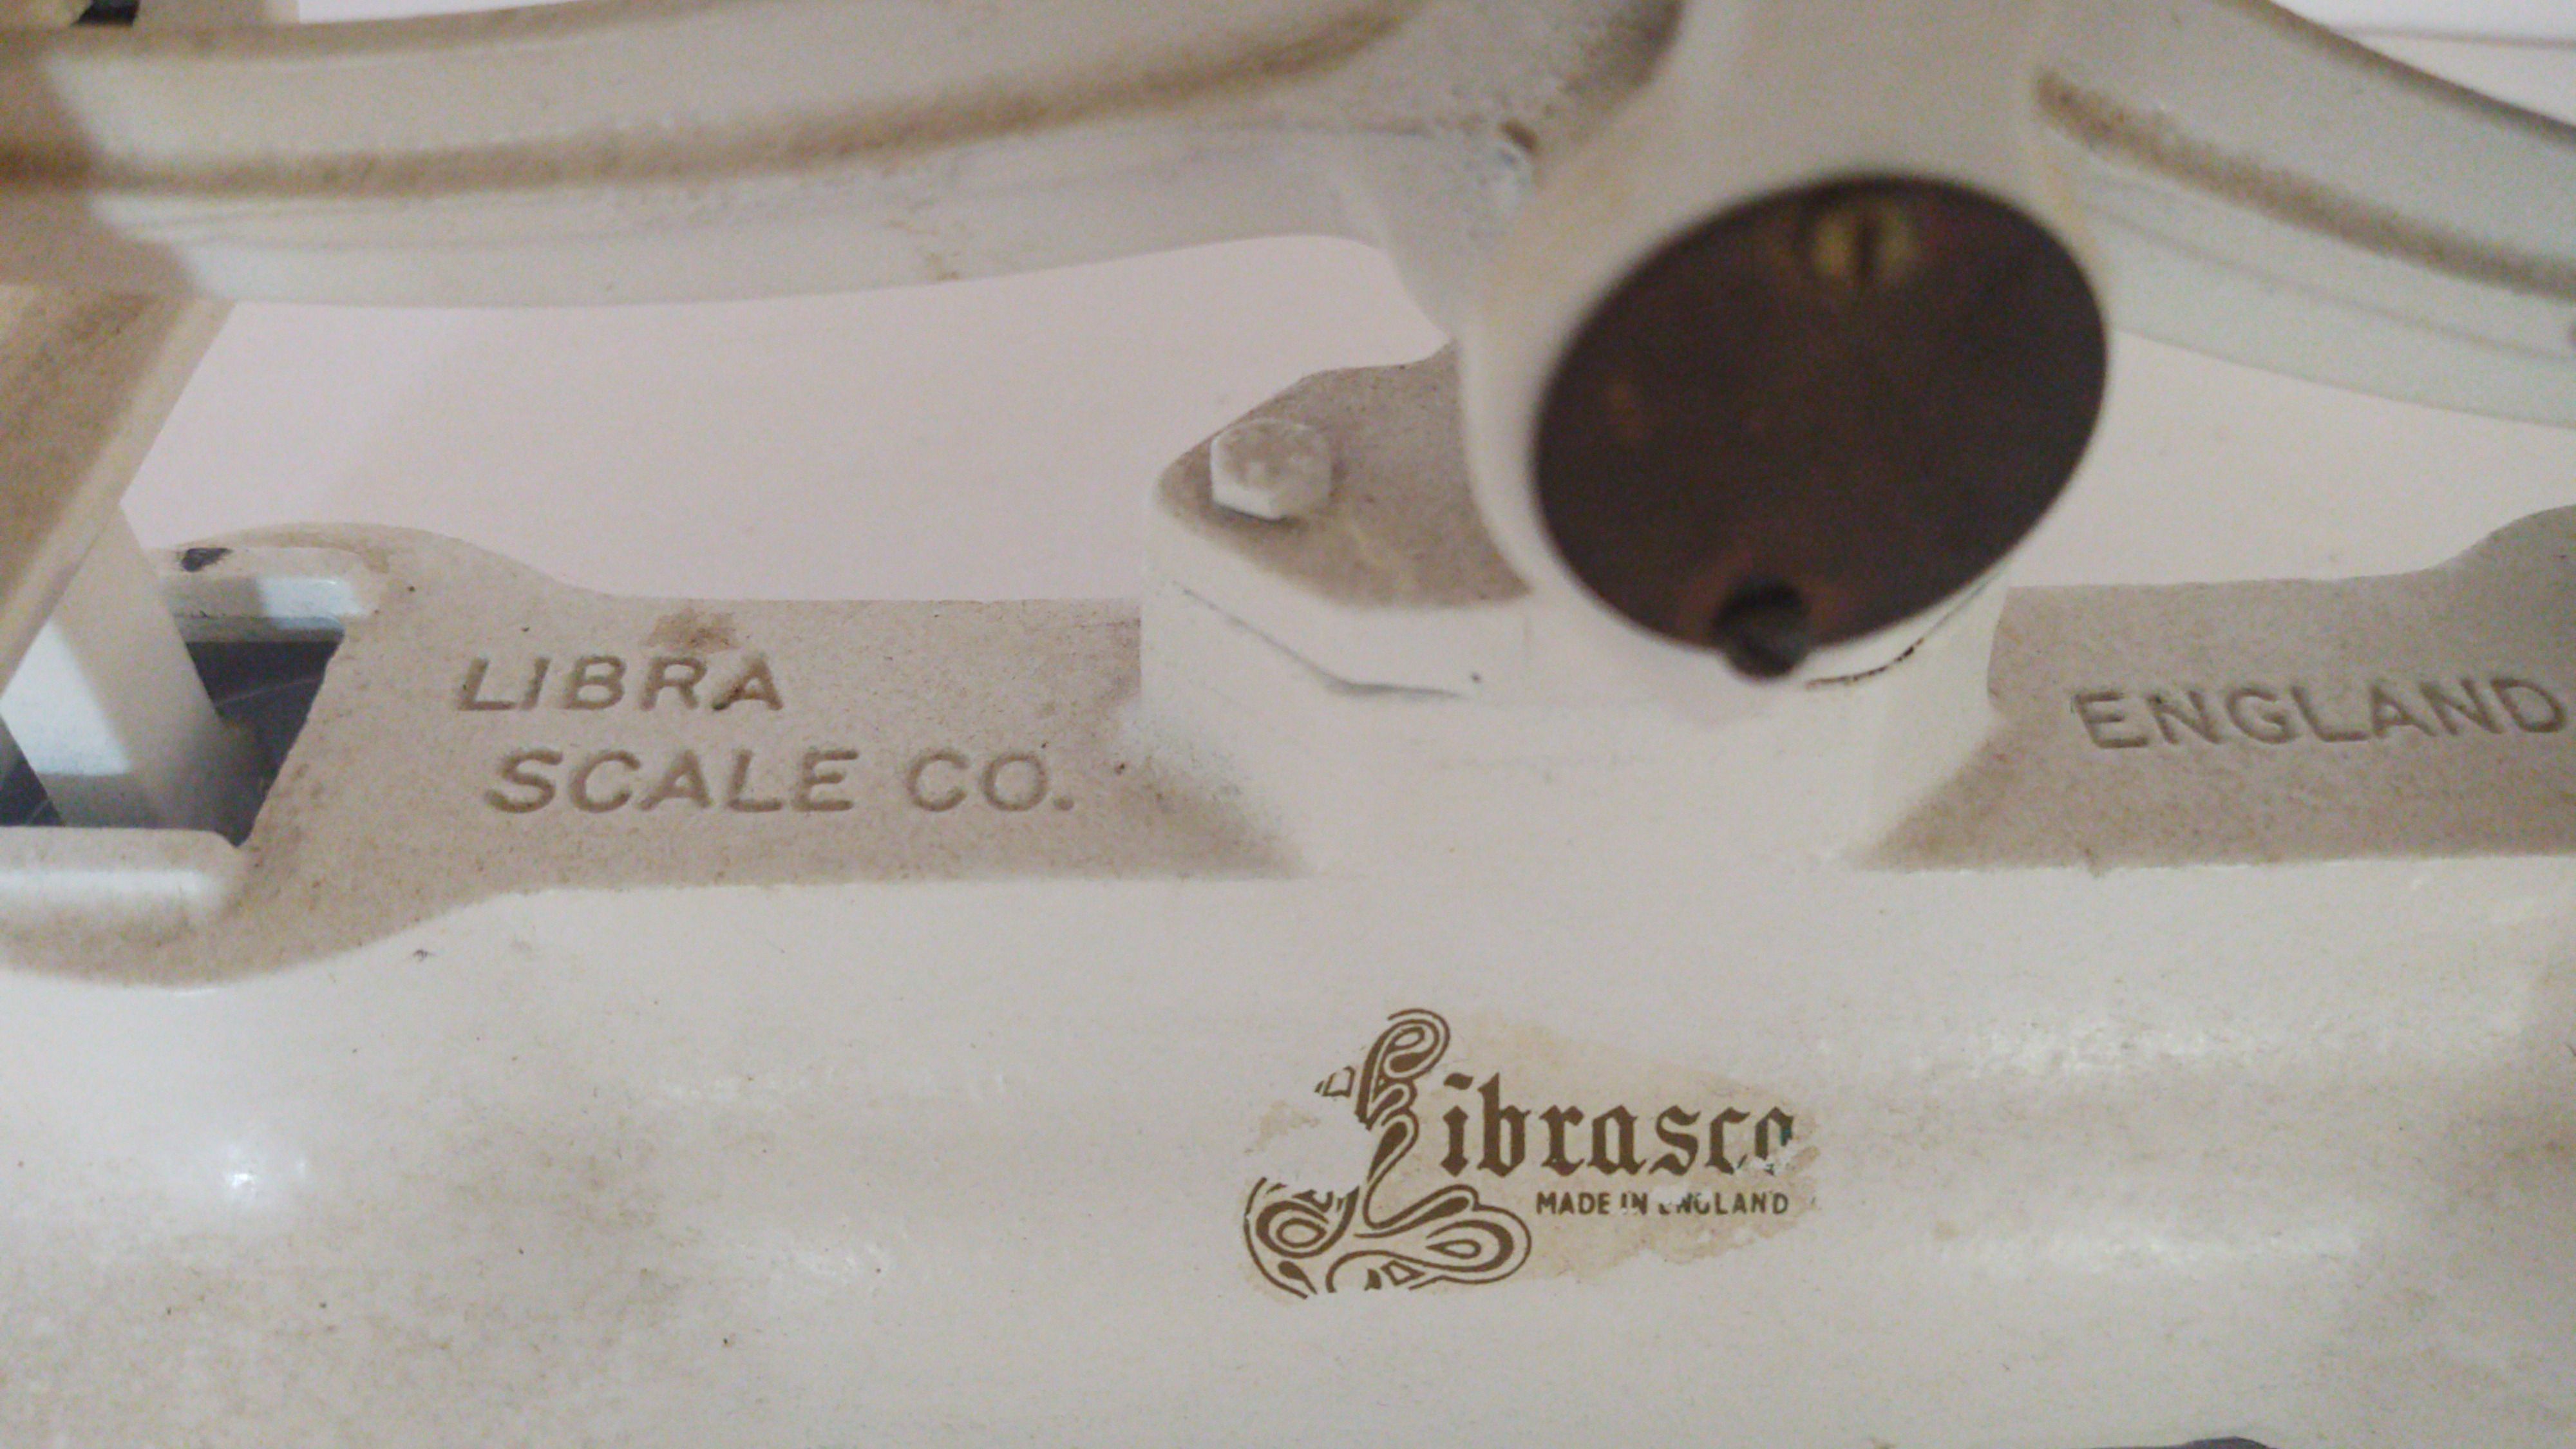 LIBRA
SCALE CO.
ENGLAND
Librasco
MADE IN ENGLAND